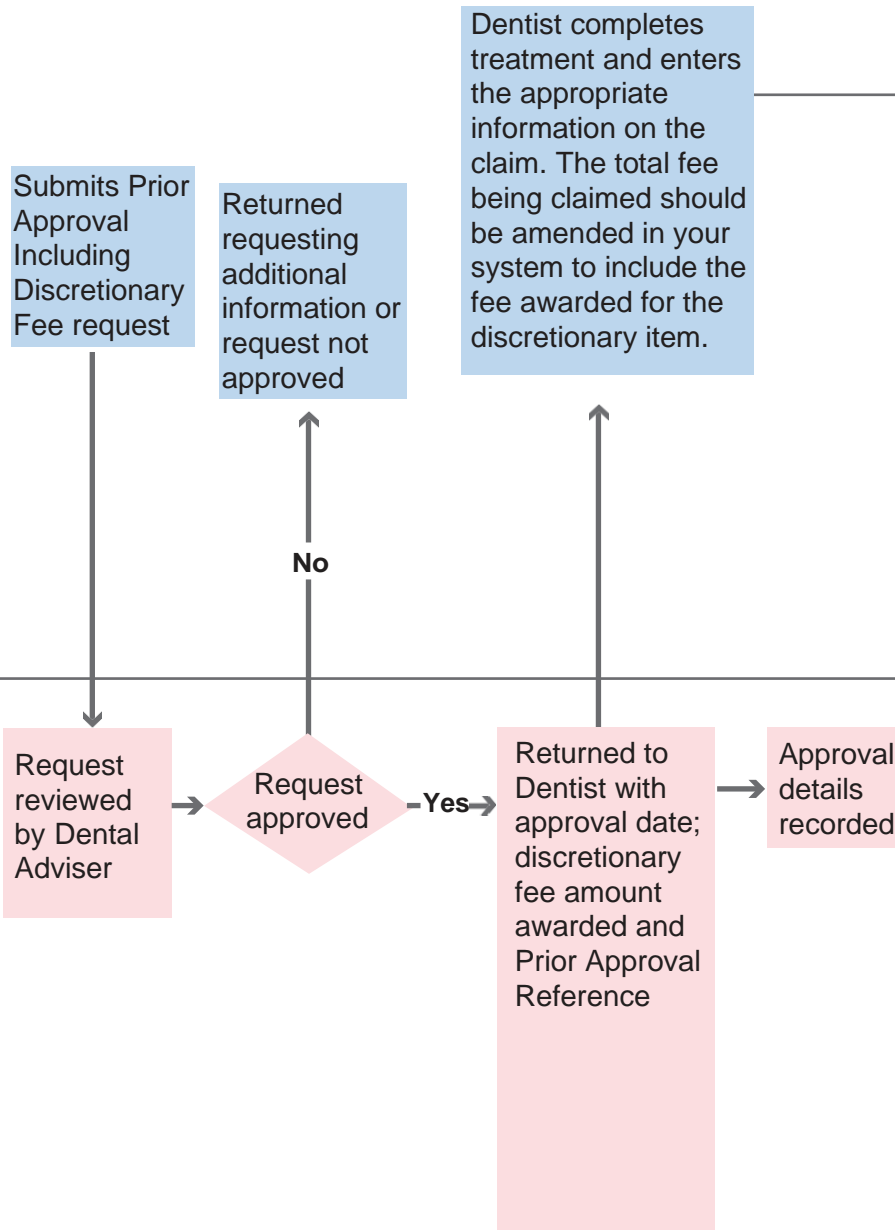 Submits Prior
Approval
Including
Discretionary
Fee request
Returned
requesting
additional
information or
request not
approved
Dentist completes
treatment and enters
the appropriate
information on the
claim. The total fee
being claimed should
be amended in your
system to include the
fee awarded for the
discretionary item.
No
Request
reviewed
by Dental
Adviser
Request
approved
Yes
Returned to
Dentist with
approval date;
discretionary
fee amount
awarded and
Prior Approval
Reference
Approval
details
recorded